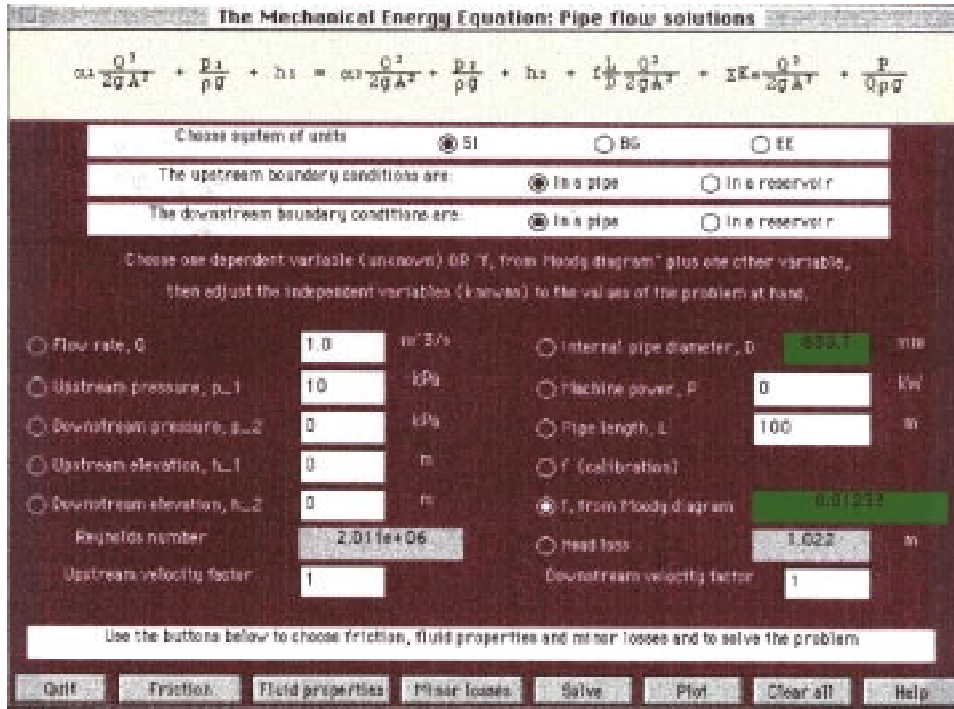 The Mechanical Energy Equation: Pipe flow solutions
Choose system of units SI BG EE
The upstream boundary conditions are: In a pipe In a reservoir
The downstream boundary conditions are: In a pipe In a reservoir
Choose one dependent variable (unknown) OR "f, from Moody diagram" plus one other variable,
then adjust the independent variables (knowns) to the values of the problem at hand.
Flow rate, Q 1.0 m^3/s Internal pipe diameter, D mm
Upstream pressure, p_1 10 kPa Machine power, P 0 kW
Downstream pressure, p_2 0 kPa Pipe length, L 100 m
Upstream elevation, h_1 0 m f (calibration)
Downstream elevation, h_2 0 m f, from Moody diagram
Reynolds number 2.011e+06 Head loss 1.022 m
Upstream velocity factor 1 Downstream velocity factor 1
Use the buttons below to choose friction, fluid properties and minor losses and to solve the problem
Quit Friction Fluid properties Minor losses Solve Plot Clear all Help